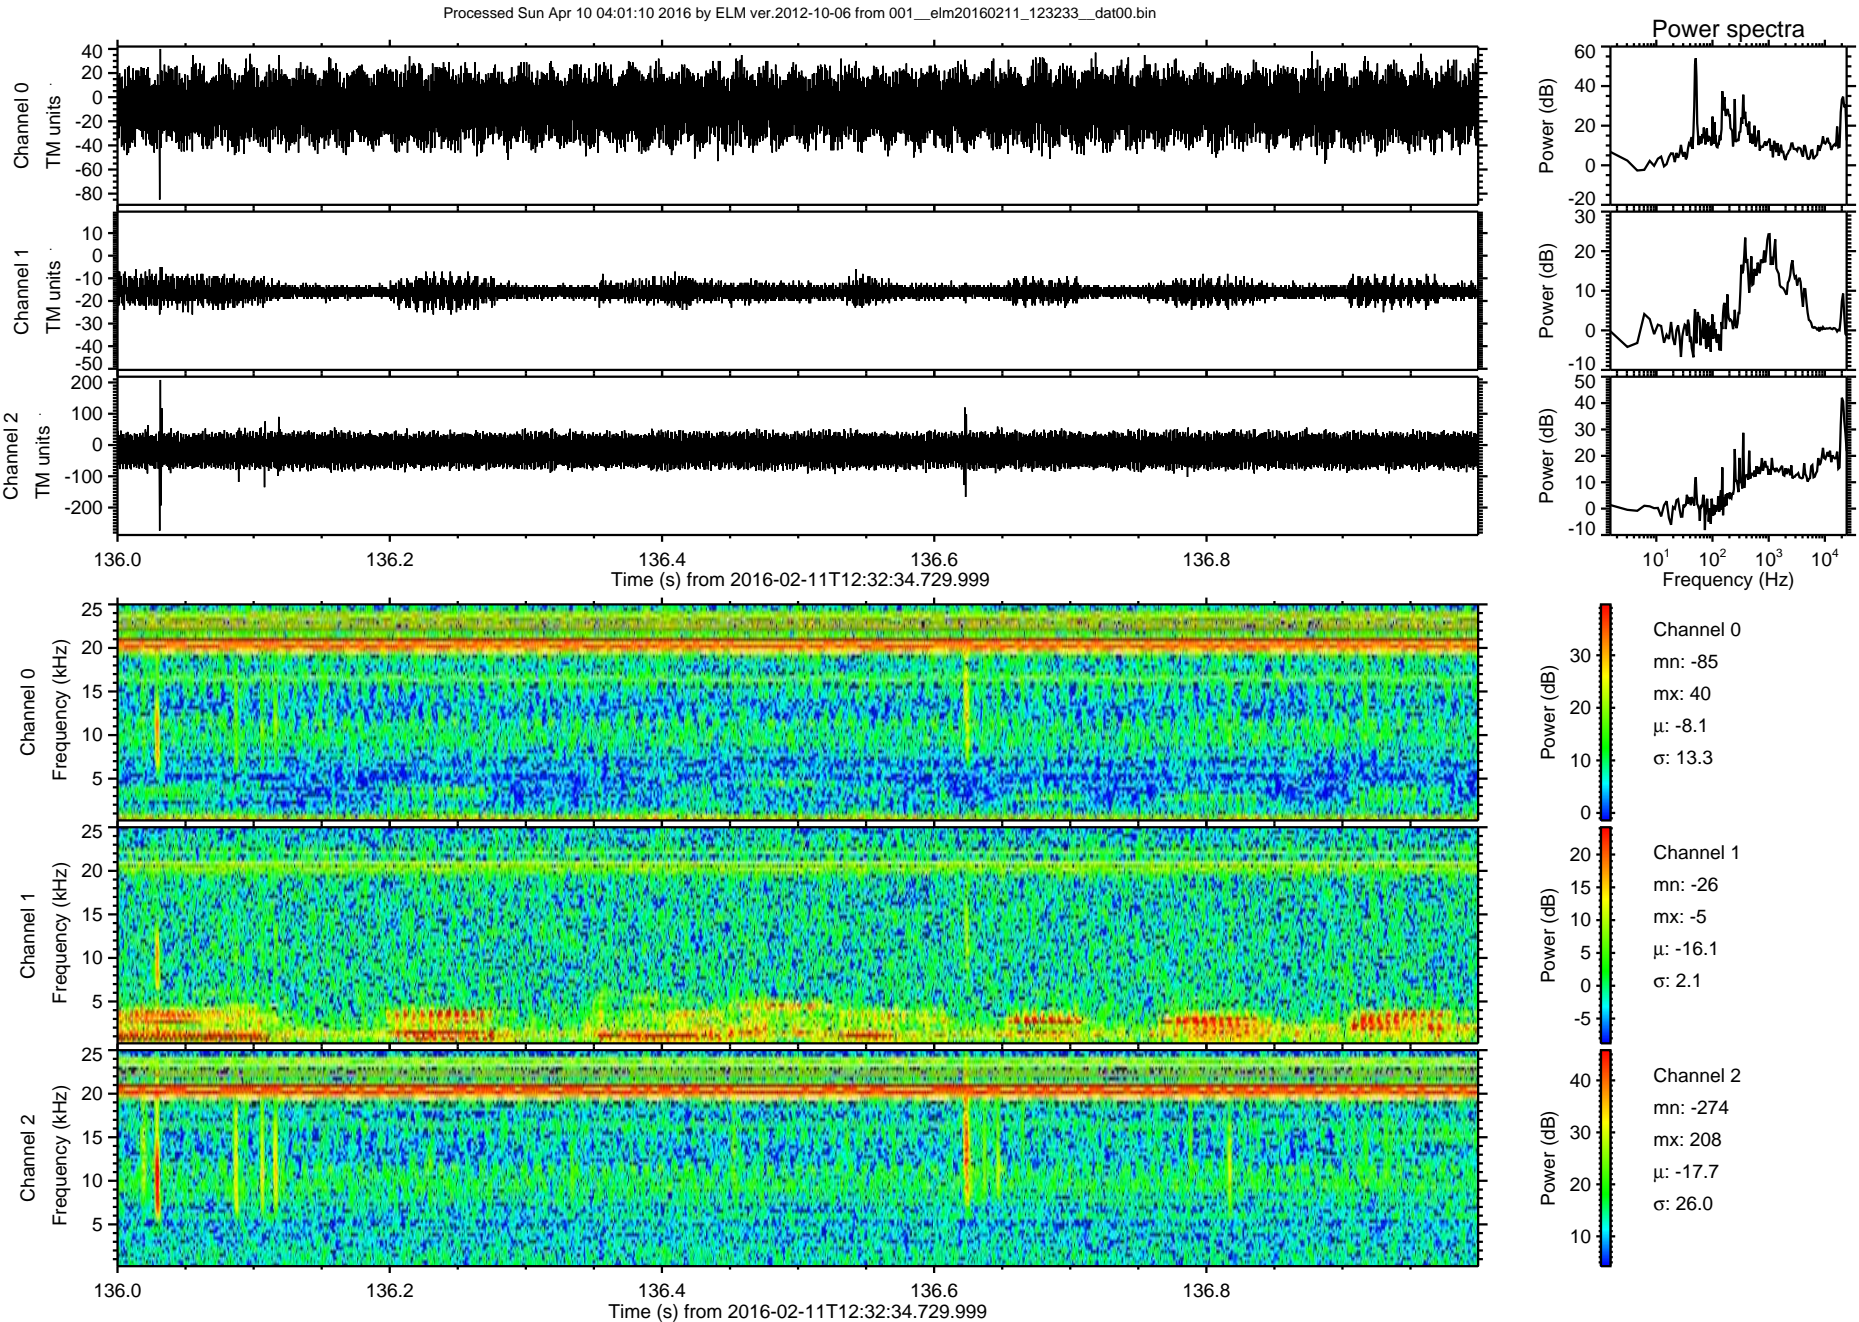 Processed Sun Apr 10 04:01:10 2016 by ELM ver.2012-10-06 from 001__elm20160211_123233__dat00.bin
Power spectra
Channel 0
TM units
40
20
0
-20
-40
-60
-80
Power (dB)
60
40
20
0
-20
Channel 1
TM units
10
0
-10
-20
-30
-40
-50
Power (dB)
30
20
10
0
-10
Channel 2
TM units
200
100
0
-100
-200
Power (dB)
50
40
30
20
10
0
-10
136.0 136.2 136.4 136.6 136.8
Time (s) from 2016-02-11T12:32:34.729.999
10^1 10^2 10^3 10^4
Frequency (Hz)
Channel 0
Frequency (kHz)
25
20
15
10
5
Power (dB)
30
20
10
0
Channel 0
mn: -85
mx: 40
μ: -8.1
σ: 13.3
Channel 1
Frequency (kHz)
25
20
15
10
5
Power (dB)
20
15
10
5
0
-5
Channel 1
mn: -26
mx: -5
μ: -16.1
σ: 2.1
Channel 2
Frequency (kHz)
25
20
15
10
5
Power (dB)
40
30
20
10
Channel 2
mn: -274
mx: 208
μ: -17.7
σ: 26.0
136.0 136.2 136.4 136.6 136.8
Time (s) from 2016-02-11T12:32:34.729.999